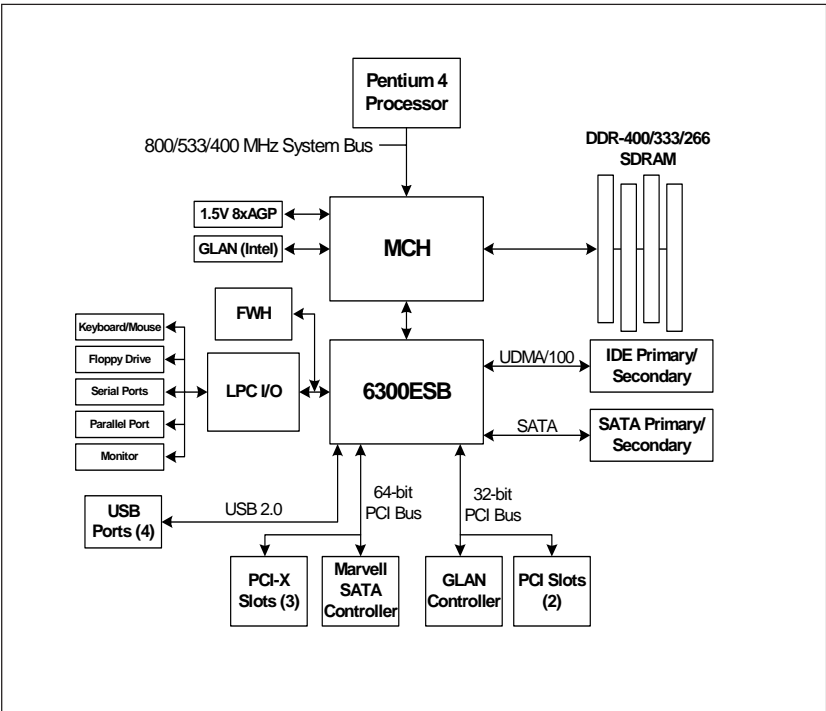 Pentium 4
Processor
800/533/400 MHz System Bus
DDR-400/333/266
SDRAM
1.5V 8xAGP
GLAN (Intel)
MCH
FWH
Keyboard/Mouse
Floppy Drive
Serial Ports
Parallel Port
Monitor
LPC I/O
6300ESB
UDMA/100
IDE Primary/
Secondary
SATA
SATA Primary/
Secondary
USB
Ports (4)
USB 2.0
64-bit
PCI Bus
32-bit
PCI Bus
PCI-X
Slots (3)
Marvell
SATA
Controller
GLAN
Controller
PCI Slots
(2)